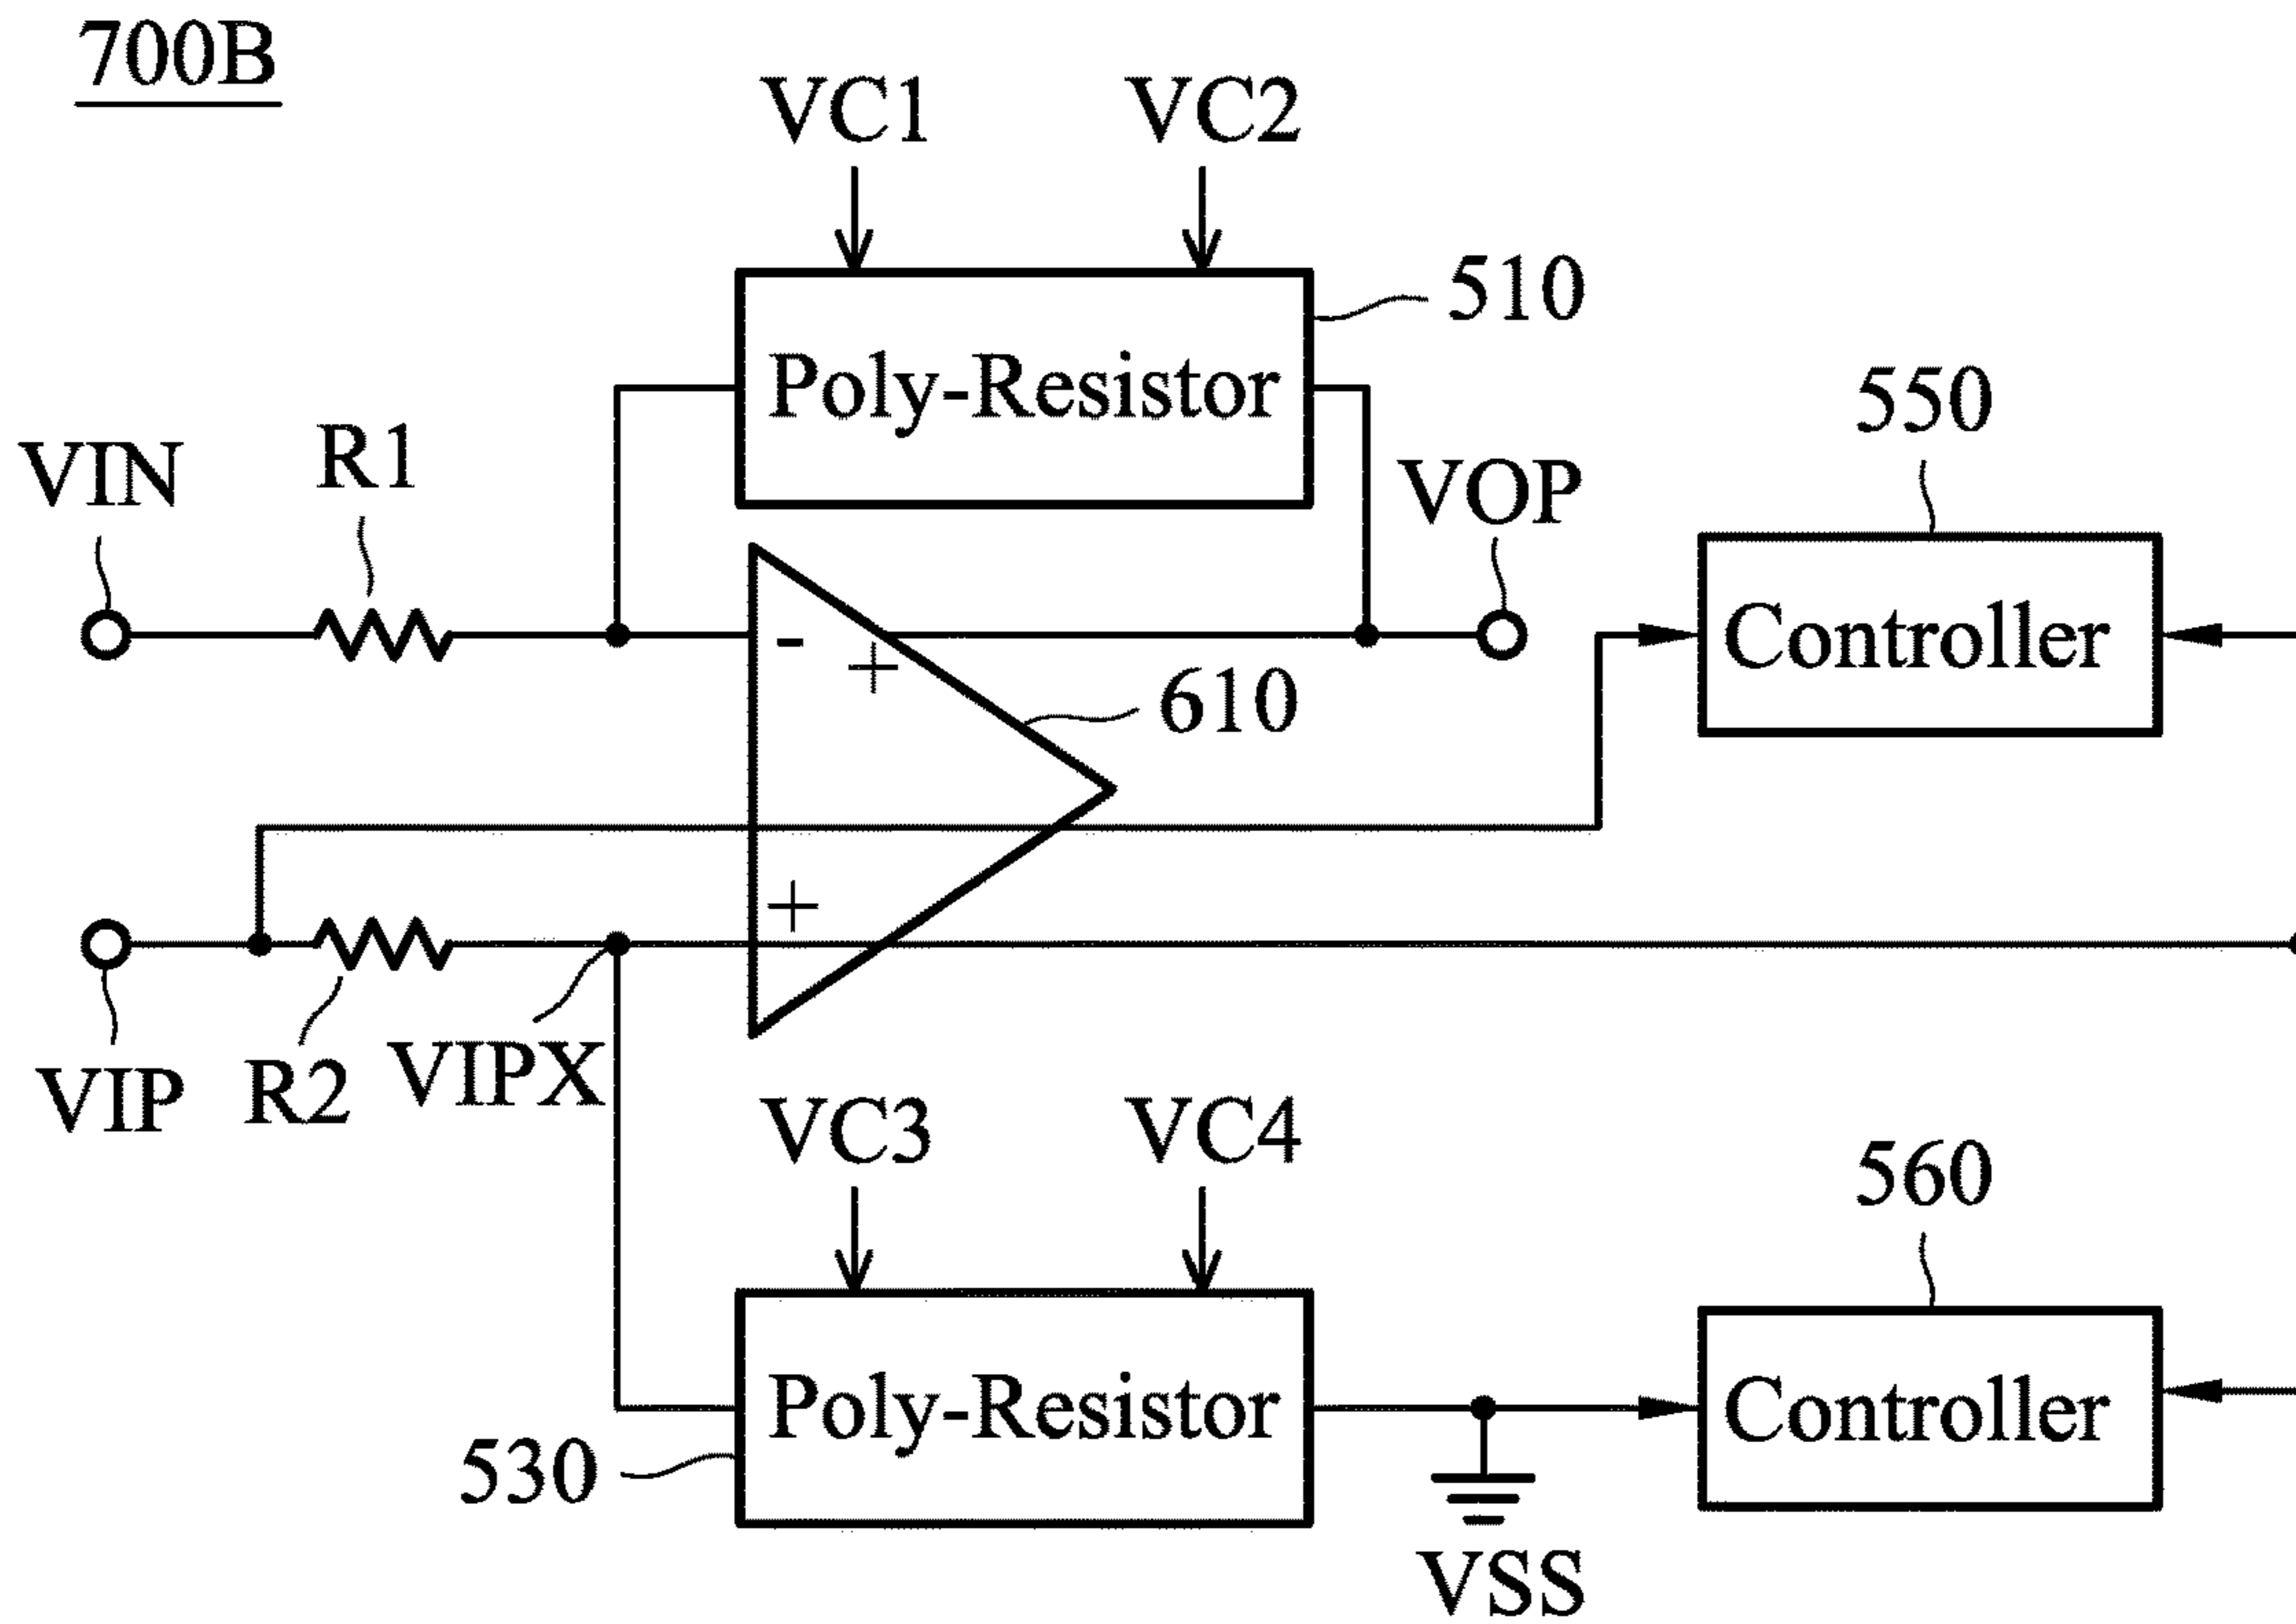 700B
VC1 VC2
510
Poly-Resistor
550
VIN
R1
VOP
Controller
-
+
610
+
VIP
R2
VIPX
VC3 VC4
560
Poly-Resistor
Controller
530
VSS